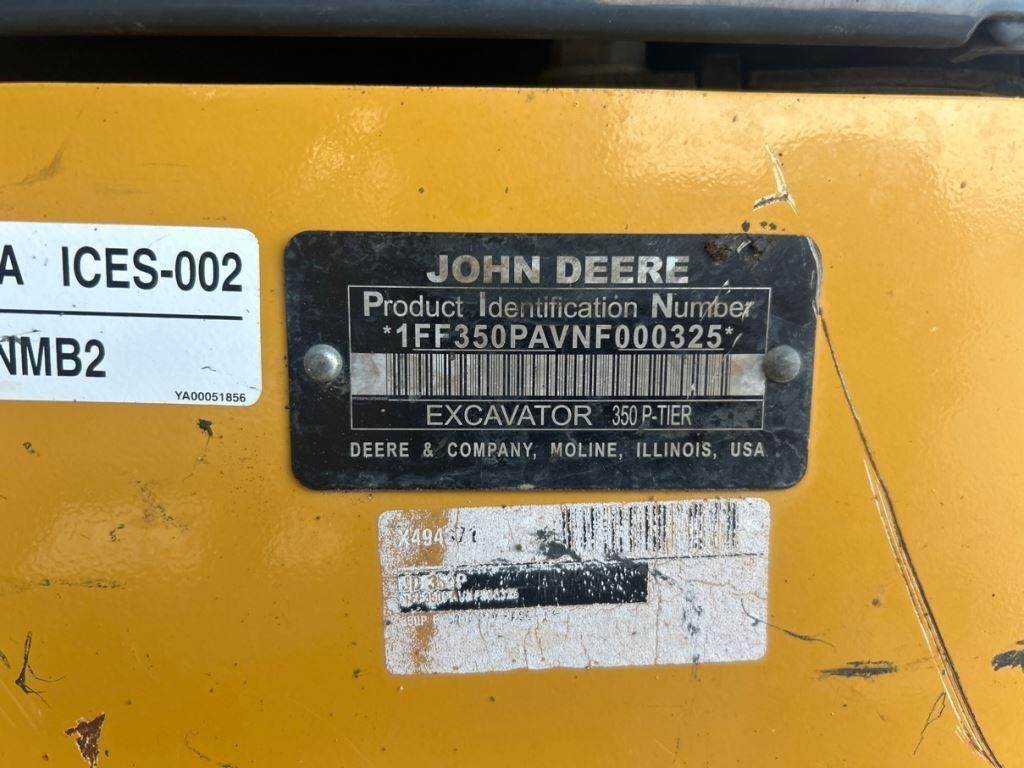 A ICES-002
NMB2
YA00051856
JOHN DEERE
Product Identification Number
*1FF350PAVNF000325*
EXCAVATOR 350 P-TIER
DEERE & COMPANY, MOLINE, ILLINOIS, USA